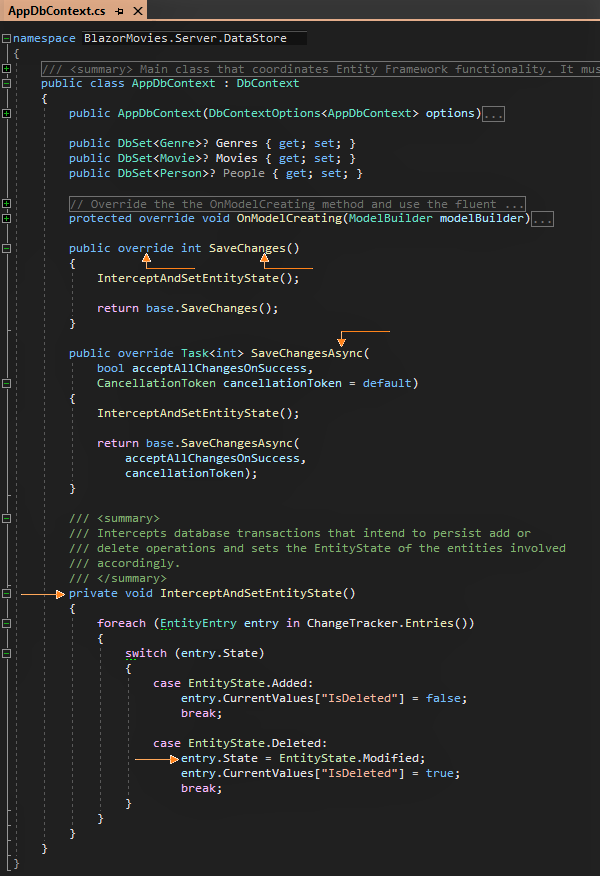 AppDbContext.cs
namespace BlazorMovies.Server.DataStore
{
/// <summary> Main class that coordinates Entity Framework functionality. It mus
public class AppDbContext : DbContext
{
public AppDbContext(DbContextOptions<AppDbContext> options)...
public DbSet<Genre>? Genres { get; set; }
public DbSet<Movie>? Movies { get; set; }
public DbSet<Person>? People { get; set; }
// Override the the OnModelCreating method and use the fluent ...
protected override void OnModelCreating(ModelBuilder modelBuilder)...
public override int SaveChanges()
{
InterceptAndSetEntityState();
return base.SaveChanges();
}
public override Task<int> SaveChangesAsync(
bool acceptAllChangesOnSuccess,
CancellationToken cancellationToken = default)
{
InterceptAndSetEntityState();
return base.SaveChangesAsync(
acceptAllChangesOnSuccess,
cancellationToken);
}
/// <summary>
/// Intercepts database transactions that intend to persist add or
/// delete operations and sets the EntityState of the entities involved
/// accordingly.
/// </summary>
private void InterceptAndSetEntityState()
{
foreach (EntityEntry entry in ChangeTracker.Entries())
{
switch (entry.State)
{
case EntityState.Added:
entry.CurrentValues["IsDeleted"] = false;
break;
case EntityState.Deleted:
entry.State = EntityState.Modified;
entry.CurrentValues["IsDeleted"] = true;
break;
}
}
}
}
}